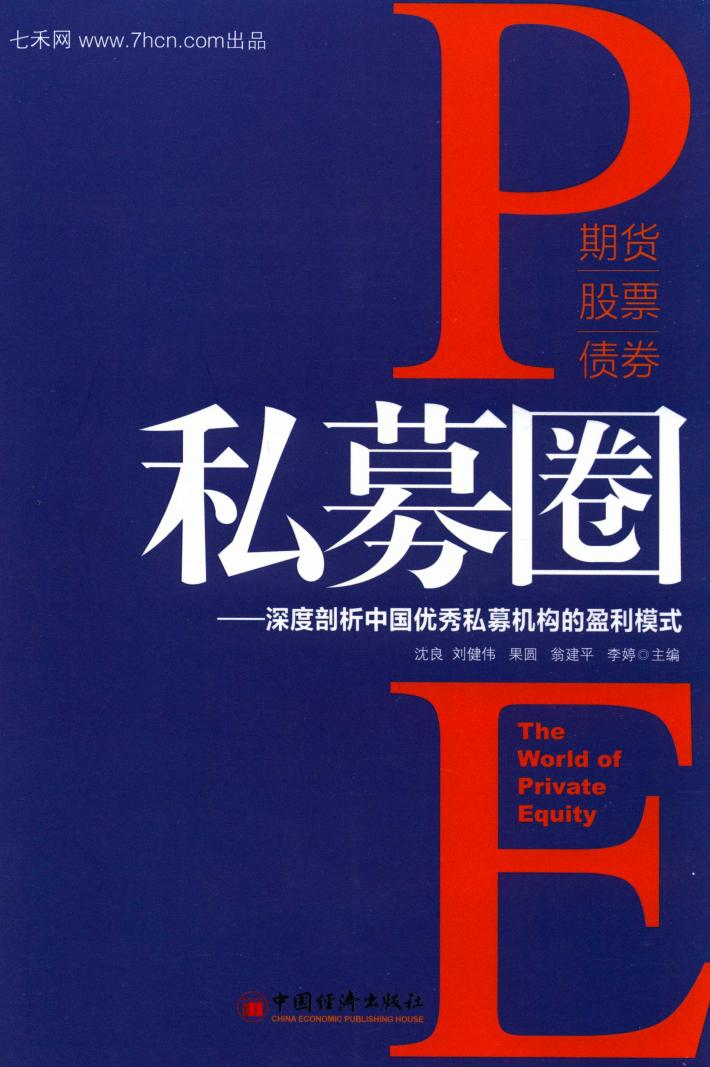 七禾网 www.7hcn.com出品
P
期货
股票
债券
私募圈
——深度剖析中国优秀私募机构的盈利模式
沈良 刘健伟 果圆 翁建平 李婷◎主编
The
World of
Private
Equity
E
中国经济出版社
CHINA ECONOMIC PUBLISHING HOUSE